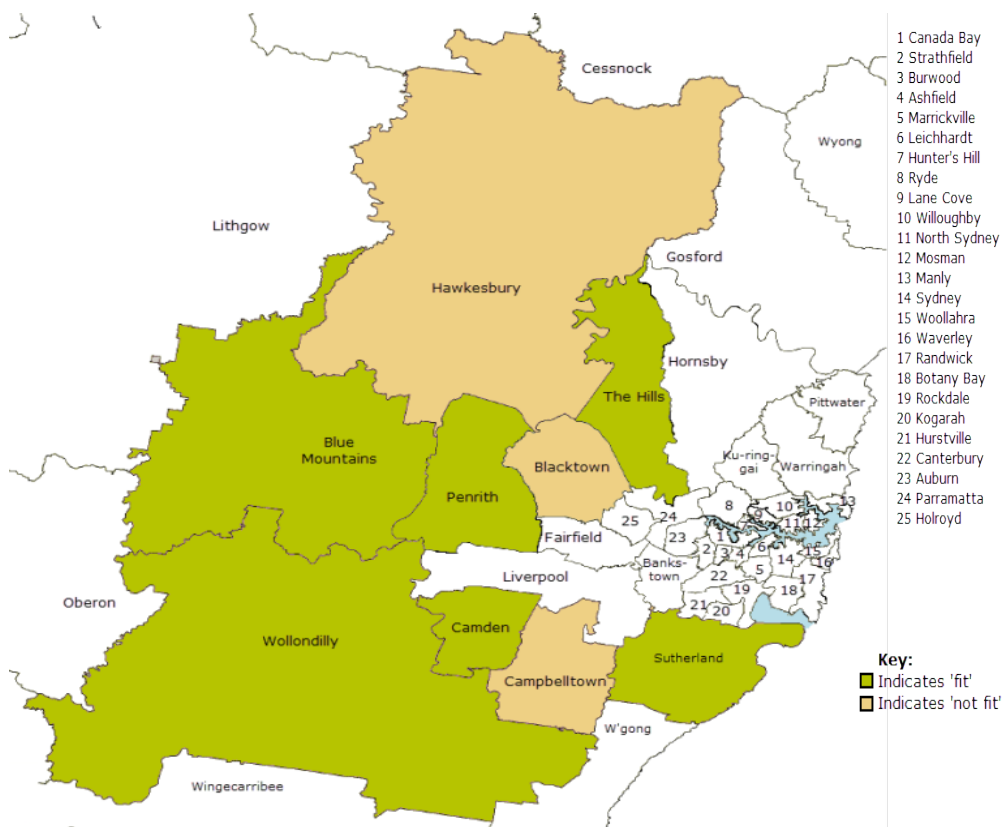 Cessnock
Wyong
Lithgow
Gosford
Hawkesbury
Hornsby
The Hills
Pittwater
Blue
Mountains
Ku-ring-
gai
Warringah
Blacktown
Penrith
8
10
13
9
11
12
24
25
23
1
Fairfield
2
3
4
6
14
15
16
Banks-
town
5
22
17
Liverpool
19
18
21
20
Oberon
Camden
Wollondilly
Sutherland
Campbelltown
W'gong
Wingecarribee
1 Canada Bay
2 Strathfield
3 Burwood
4 Ashfield
5 Marrickville
6 Leichhardt
7 Hunter's Hill
8 Ryde
9 Lane Cove
10 Willoughby
11 North Sydney
12 Mosman
13 Manly
14 Sydney
15 Woollahra
16 Waverley
17 Randwick
18 Botany Bay
19 Rockdale
20 Kogarah
21 Hurstville
22 Canterbury
23 Auburn
24 Parramatta
25 Holroyd
Key:
Indicates 'fit'
Indicates 'not fit'